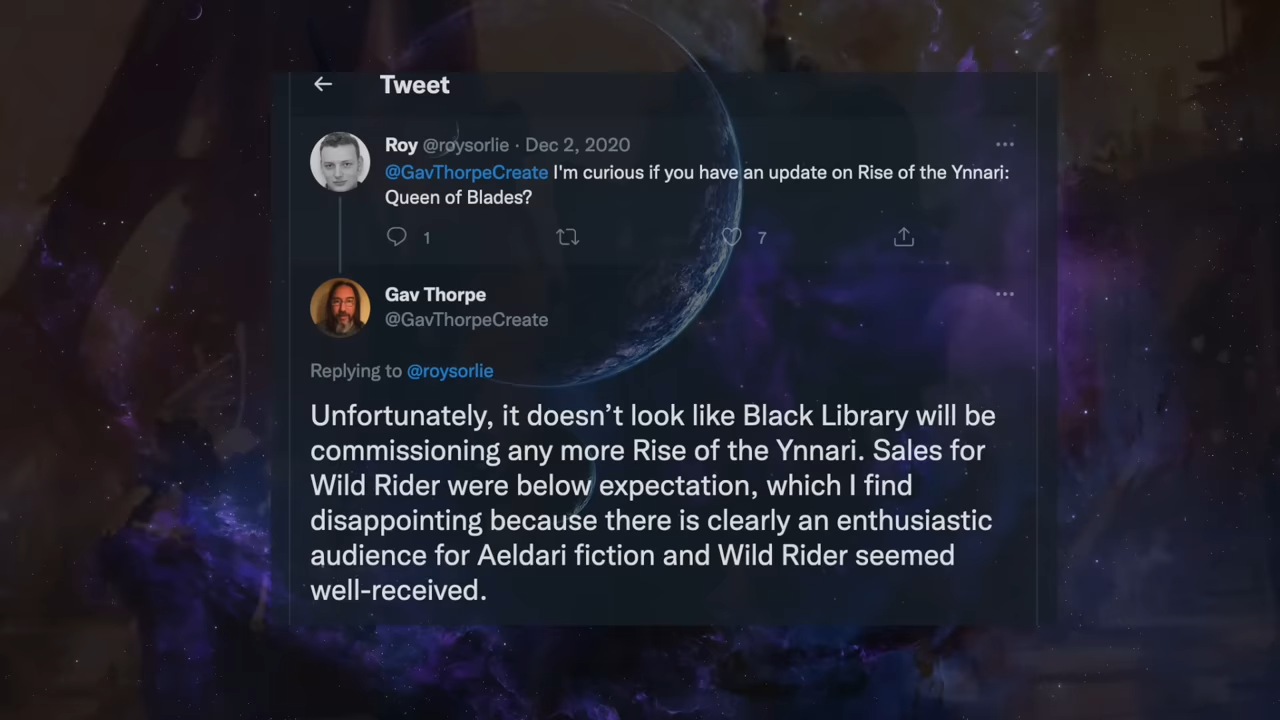 Tweet
Roy @roysorlie · Dec 2, 2020
@GavThorpeCreate I'm curious if you have an update on Rise of the Ynnari:
Queen of Blades?
1 7
Gav Thorpe
@GavThorpeCreate
Replying to @roysorlie
Unfortunately, it doesn’t look like Black Library will be
commissioning any more Rise of the Ynnari. Sales for
Wild Rider were below expectation, which I find
disappointing because there is clearly an enthusiastic
audience for Aeldari fiction and Wild Rider seemed
well-received.